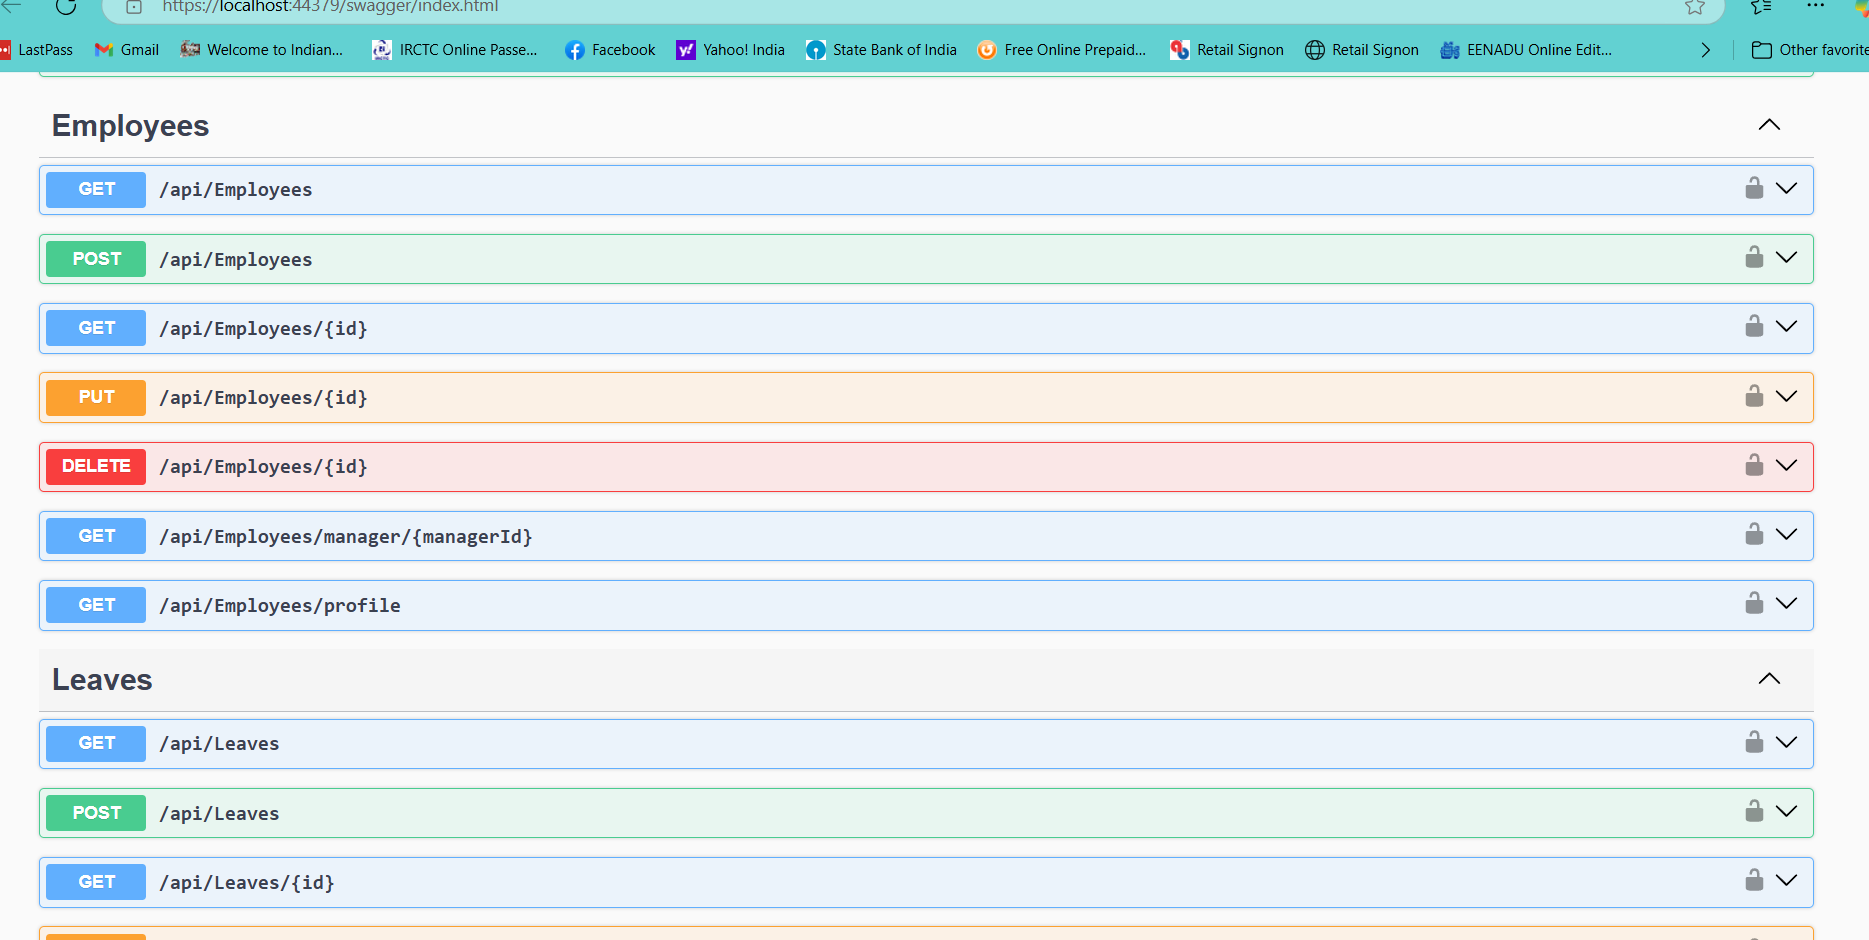 https://localhost:44379/swagger/index.html
LastPass Gmail Welcome to Indian... IRCTC Online Passe... Facebook Yahoo! India State Bank of India Free Online Prepaid... Retail Signon Retail Signon EENADU Online Edit... Other favorite
Employees
GET /api/Employees
POST /api/Employees
GET /api/Employees/{id}
PUT /api/Employees/{id}
DELETE /api/Employees/{id}
GET /api/Employees/manager/{managerId}
GET /api/Employees/profile
Leaves
GET /api/Leaves
POST /api/Leaves
GET /api/Leaves/{id}